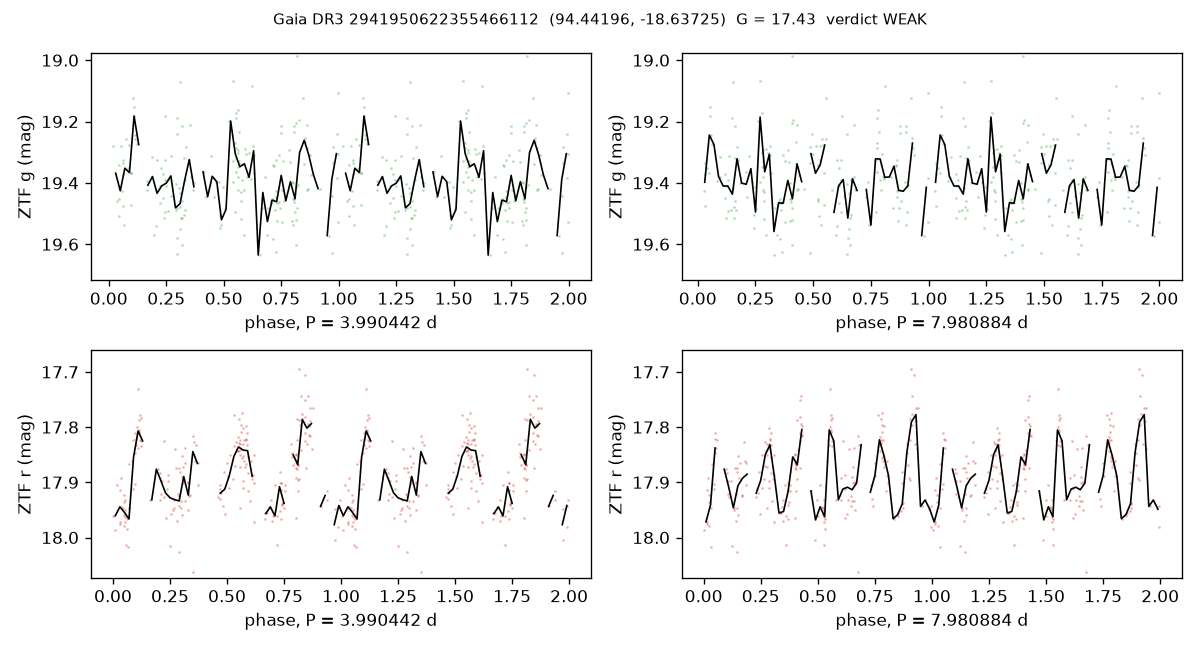 Gaia DR3 2941950622355466112 (94.44196, -18.63725) G = 17.43 verdict WEAK
ZTF g (mag)
19.0
19.2
19.4
19.6
0.00 0.25 0.50 0.75 1.00 1.25 1.50 1.75 2.00
phase, P = 3.990442 d
ZTF g (mag)
19.0
19.2
19.4
19.6
0.00 0.25 0.50 0.75 1.00 1.25 1.50 1.75 2.00
phase, P = 7.980884 d
ZTF r (mag)
17.7
17.8
17.9
18.0
0.00 0.25 0.50 0.75 1.00 1.25 1.50 1.75 2.00
phase, P = 3.990442 d
ZTF r (mag)
17.7
17.8
17.9
18.0
0.00 0.25 0.50 0.75 1.00 1.25 1.50 1.75 2.00
phase, P = 7.980884 d